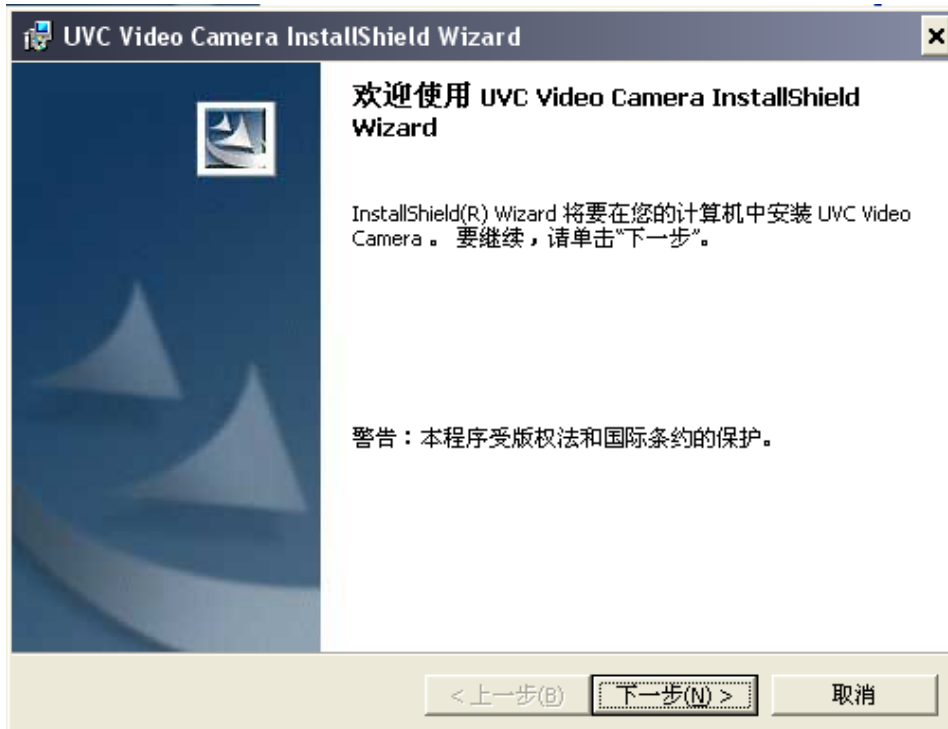 UVC Video Camera InstallShield Wizard
欢迎使用 UVC Video Camera InstallShield
Wizard
InstallShield(R) Wizard 将要在您的计算机中安装 UVC Video
Camera 。 要继续，请单击“下一步”。
警告：本程序受版权法和国际条约的保护。
< 上一步(B)
下一步(N) >
取消